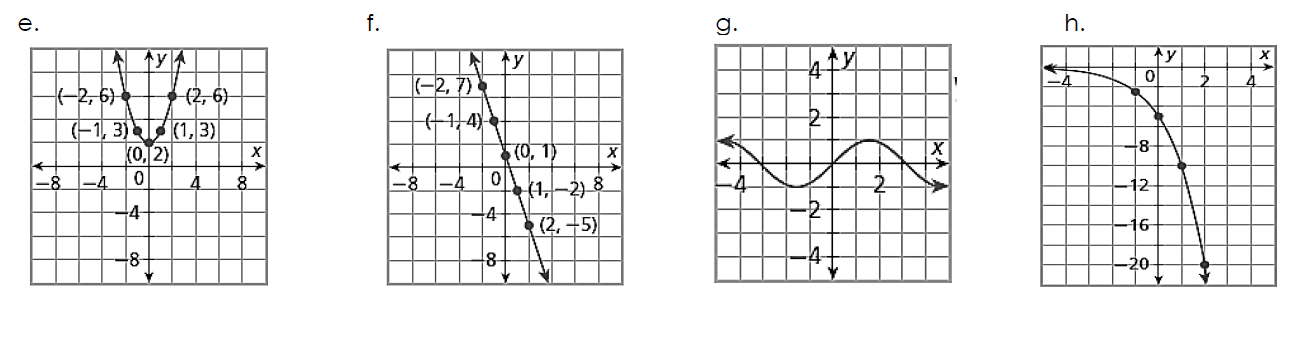 e.
f.
g.
h.
y
(−2, 6)
(2, 6)
(−1, 3)
(1, 3)
(0, 2)
x
−8 −4 0 4 8
−4
−8
y
(−2, 7)
(−1, 4)
(0, 1)
x
−8 −4 0 8
(1, −2)
−4
(2, −5)
−8
y
4
2
x
−4 2
−2
−4
y
x
−4 0 2 4
−8
−12
−16
−20